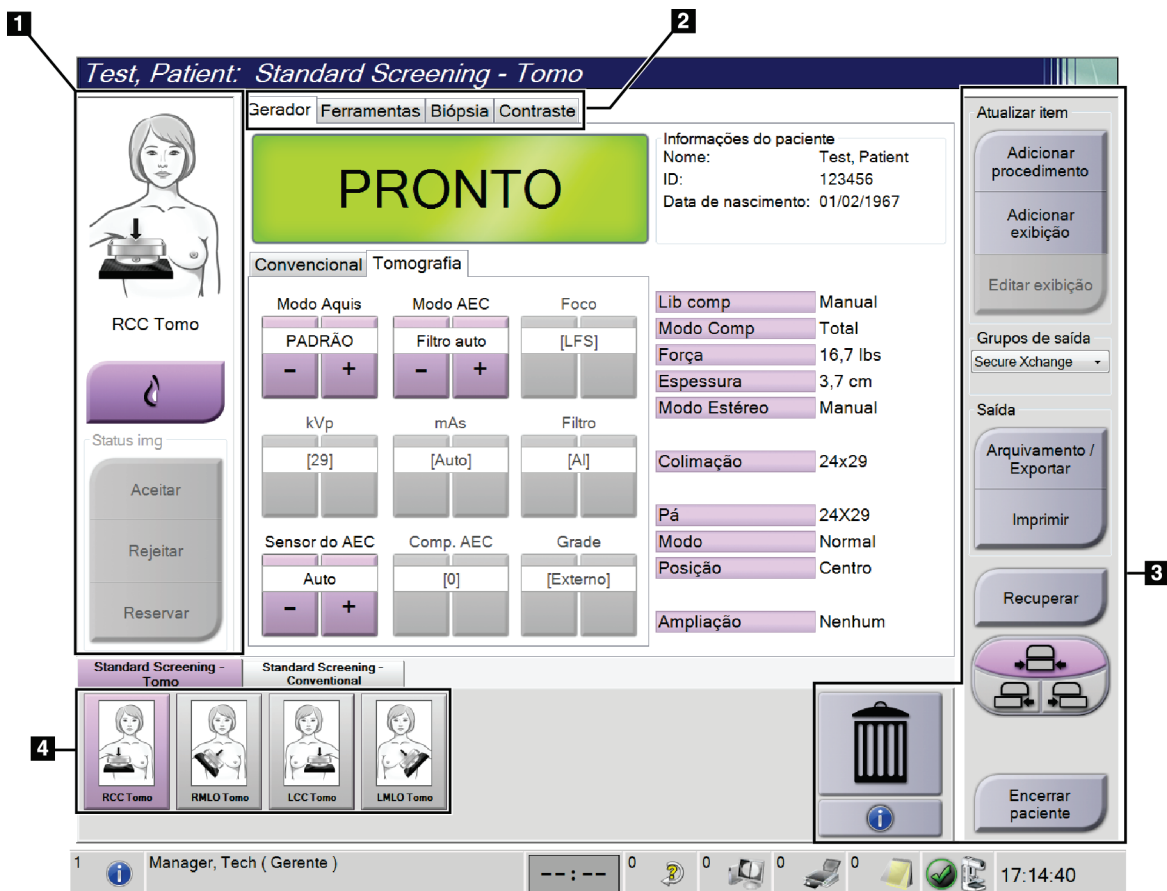 1
2
Test, Patient: Standard Screening - Tomo
Gerador Ferramentas Biópsia Contraste
PRONTO
Informações do paciente
Nome: Test, Patient
ID: 123456
Data de nascimento: 01/02/1967
RCC Tomo
Status img
Aceitar
Rejeitar
Reservar
Convencional Tomografia
Modo Aquis Modo AEC Foco
PADRÃO Filtro auto [LFS]
- + - +
kVp mAs Filtro
[29] [Auto] [Al]
Sensor do AEC Comp. AEC Grade
Auto [0] [Externo]
- +
Lib comp Manual
Modo Comp Total
Força 16,7 lbs
Espessura 3,7 cm
Modo Estéreo Manual
Colimação 24x29
Pá 24X29
Modo Normal
Posição Centro
Ampliação Nenhum
Atualizar item
Adicionar
procedimento
Adicionar
exibição
Editar exibição
Grupos de saída
Secure Xchange
Saída
Arquivamento /
Exportar
Imprimir
3
Recuperar
Encerrar
paciente
Standard Screening -
Tomo
Standard Screening -
Conventional
4
RCC Tomo RMLO Tomo LCC Tomo LMLO Tomo
i
1 i Manager, Tech ( Gerente ) --:-- 0 ? 0 0 0 17:14:40